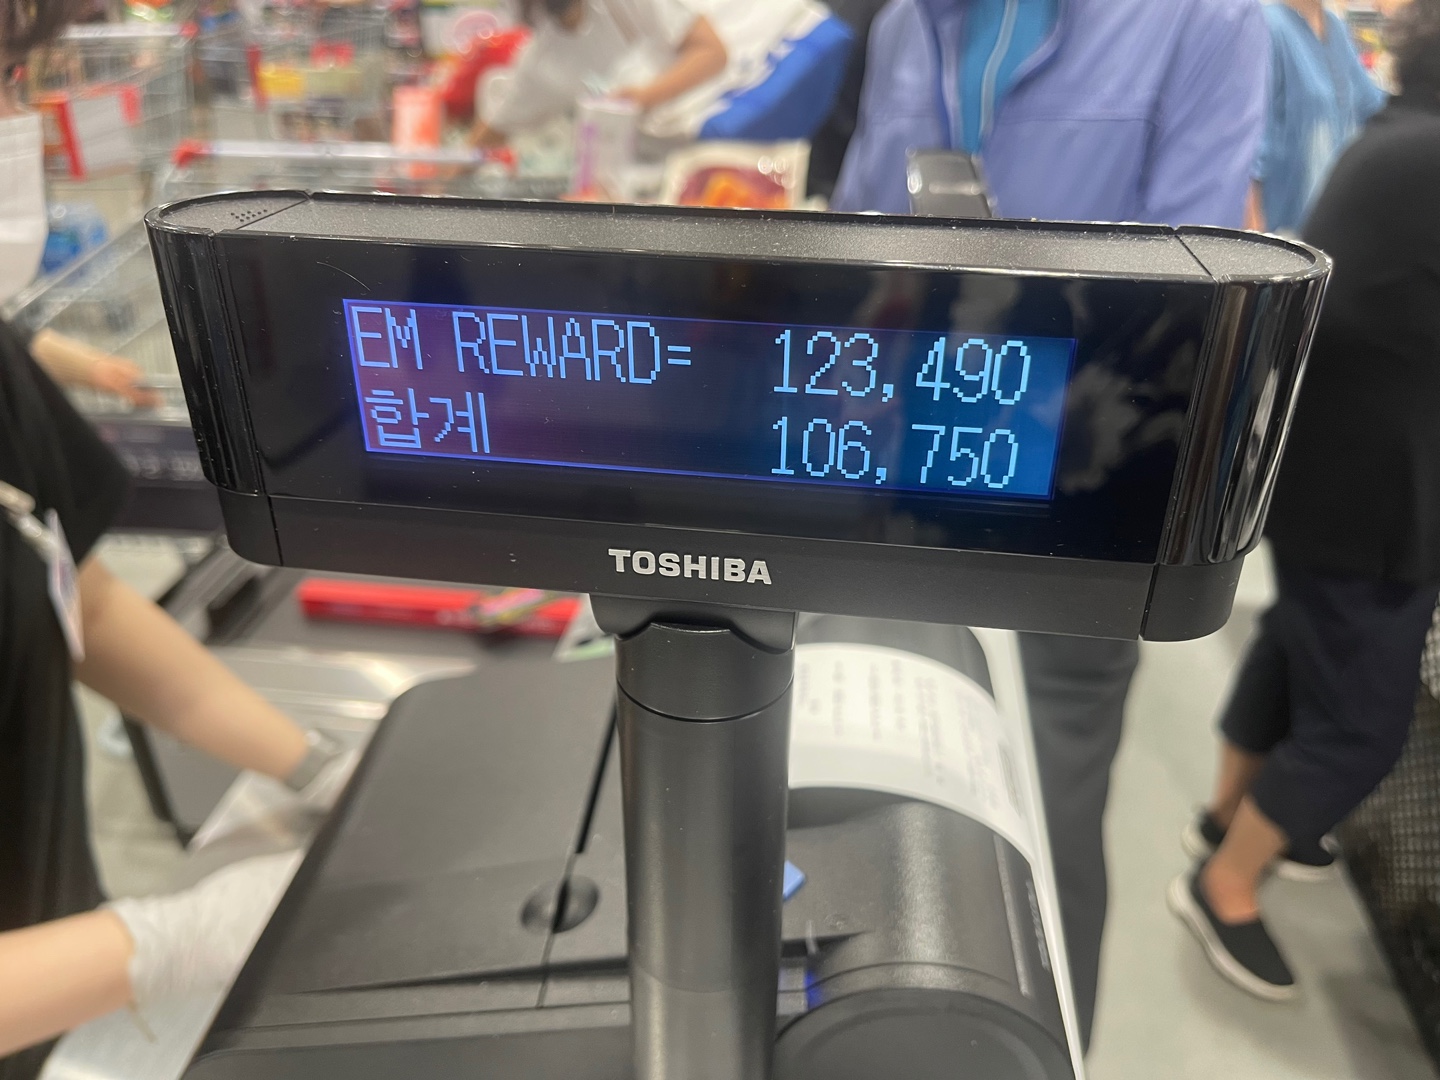 EM REWARD= 123,490
합계 106,750
TOSHIBA